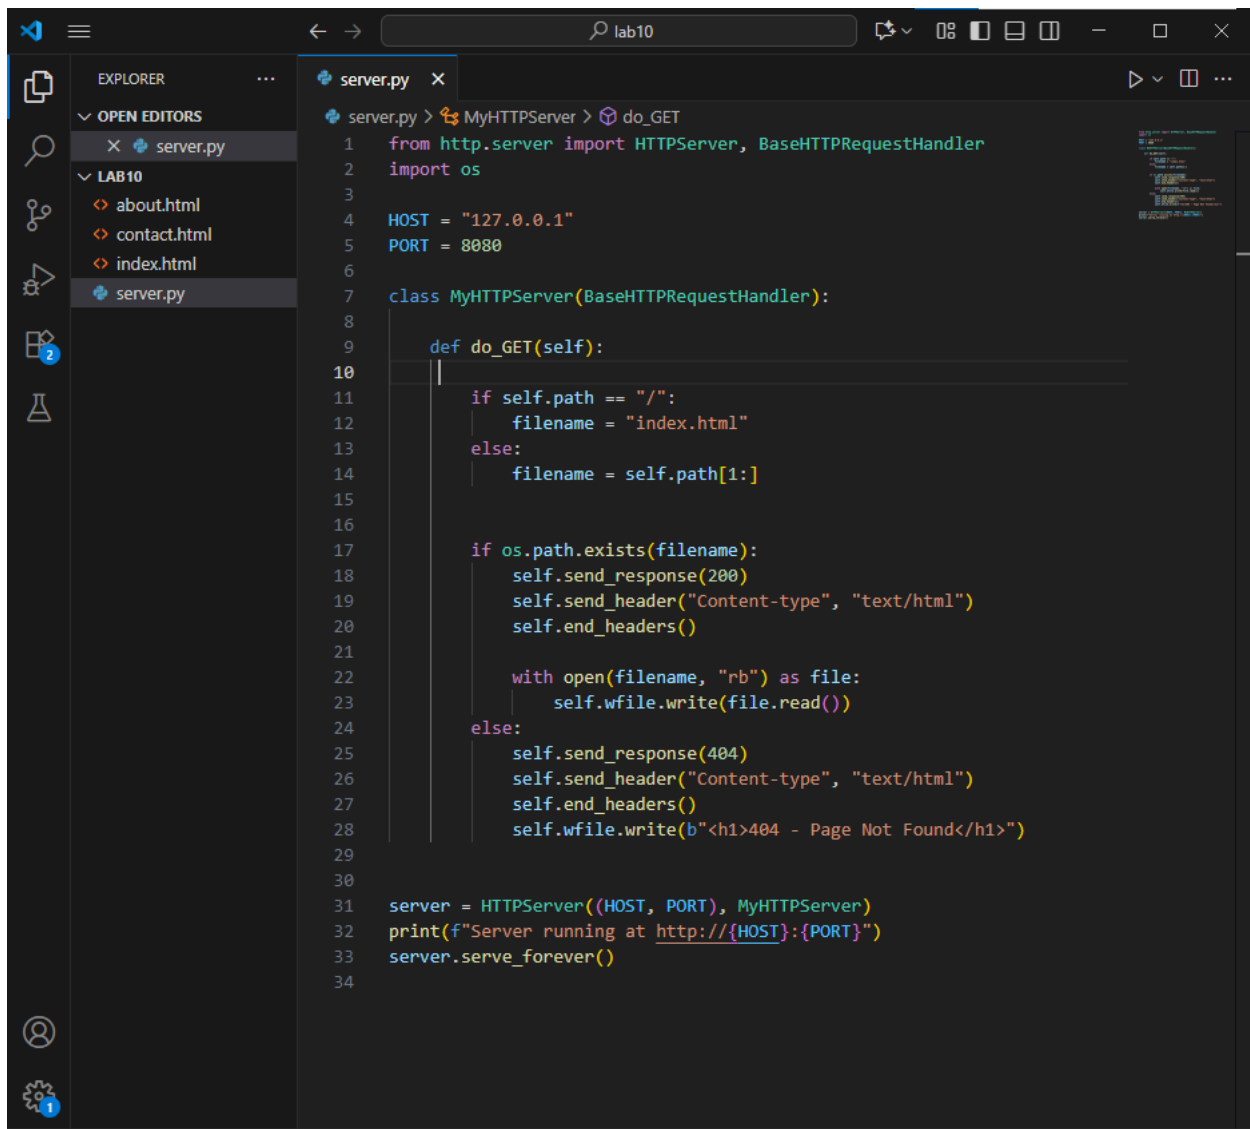 lab10
EXPLORER ...
OPEN EDITORS
server.py
LAB10
about.html
contact.html
index.html
server.py
2
1
server.py
server.py > MyHTTPServer > do_GET
1 from http.server import HTTPServer, BaseHTTPRequestHandler
2 import os
3
4 HOST = "127.0.0.1"
5 PORT = 8080
6
7 class MyHTTPServer(BaseHTTPRequestHandler):
8
9     def do_GET(self):
10
11         if self.path == "/":
12             filename = "index.html"
13         else:
14             filename = self.path[1:]
15
16
17         if os.path.exists(filename):
18             self.send_response(200)
19             self.send_header("Content-type", "text/html")
20             self.end_headers()
21
22             with open(filename, "rb") as file:
23                 self.wfile.write(file.read())
24         else:
25             self.send_response(404)
26             self.send_header("Content-type", "text/html")
27             self.end_headers()
28             self.wfile.write(b"<h1>404 - Page Not Found</h1>")
29
30
31 server = HTTPServer((HOST, PORT), MyHTTPServer)
32 print(f"Server running at http://{HOST}:{PORT}")
33 server.serve_forever()
34